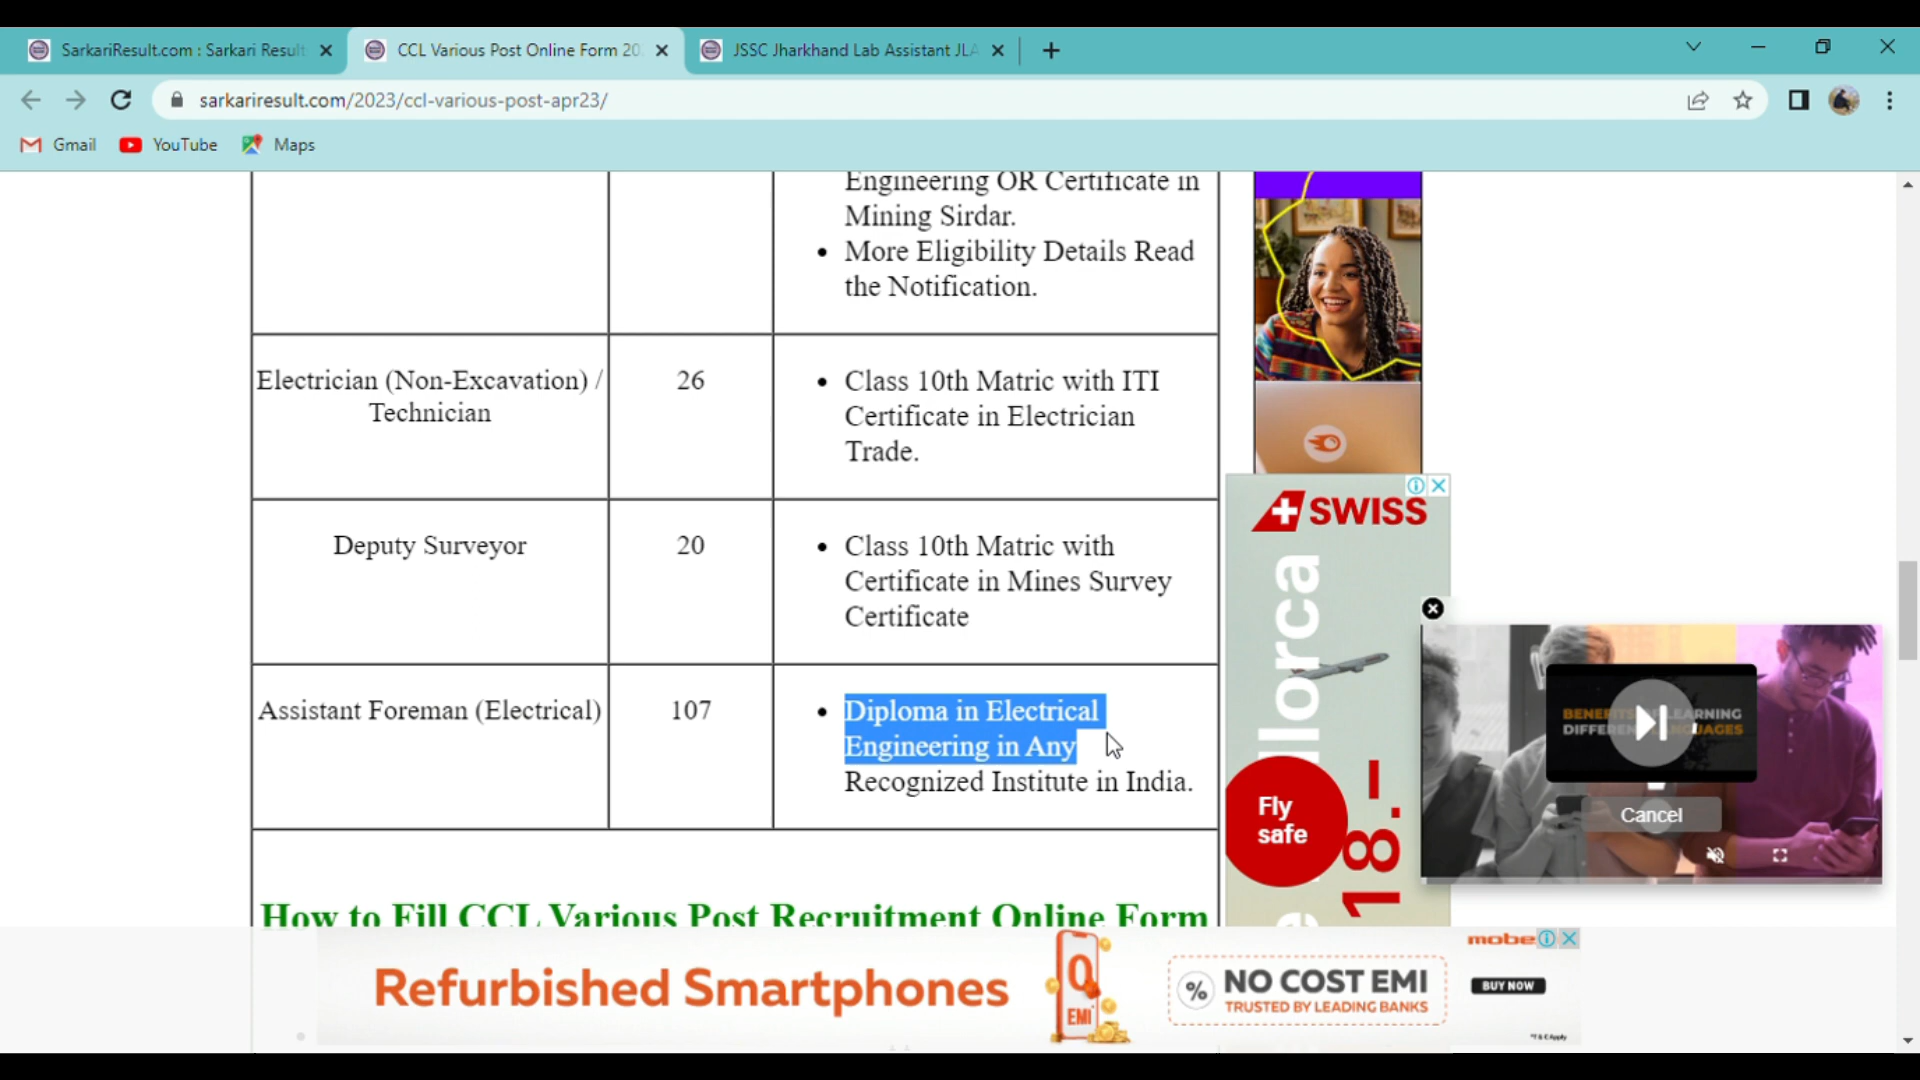 SarkariResult.com : Sarkari Result
CCL Various Post Online Form 20
JSSC Jharkhand Lab Assistant JLA
sarkariresult.com/2023/ccl-various-post-apr23/
Gmail
YouTube
Maps
Engineering OR Certificate in
Mining Sirdar.
More Eligibility Details Read
the Notification.
Electrician (Non-Excavation) /
Technician
26
Class 10th Matric with ITI
Certificate in Electrician
Trade.
Deputy Surveyor
20
Class 10th Matric with
Certificate in Mines Survey
Certificate
Assistant Foreman (Electrical)
107
Diploma in Electrical
Engineering in Any
Recognized Institute in India.
How to Fill CCL Various Post Recruitment Online Form
SWISS
llorca
Fly
safe
18.–
Cancel
Refurbished Smartphones
EMI
%
NO COST EMI
TRUSTED BY LEADING BANKS
mobe
BUY NOW
*T & C Apply